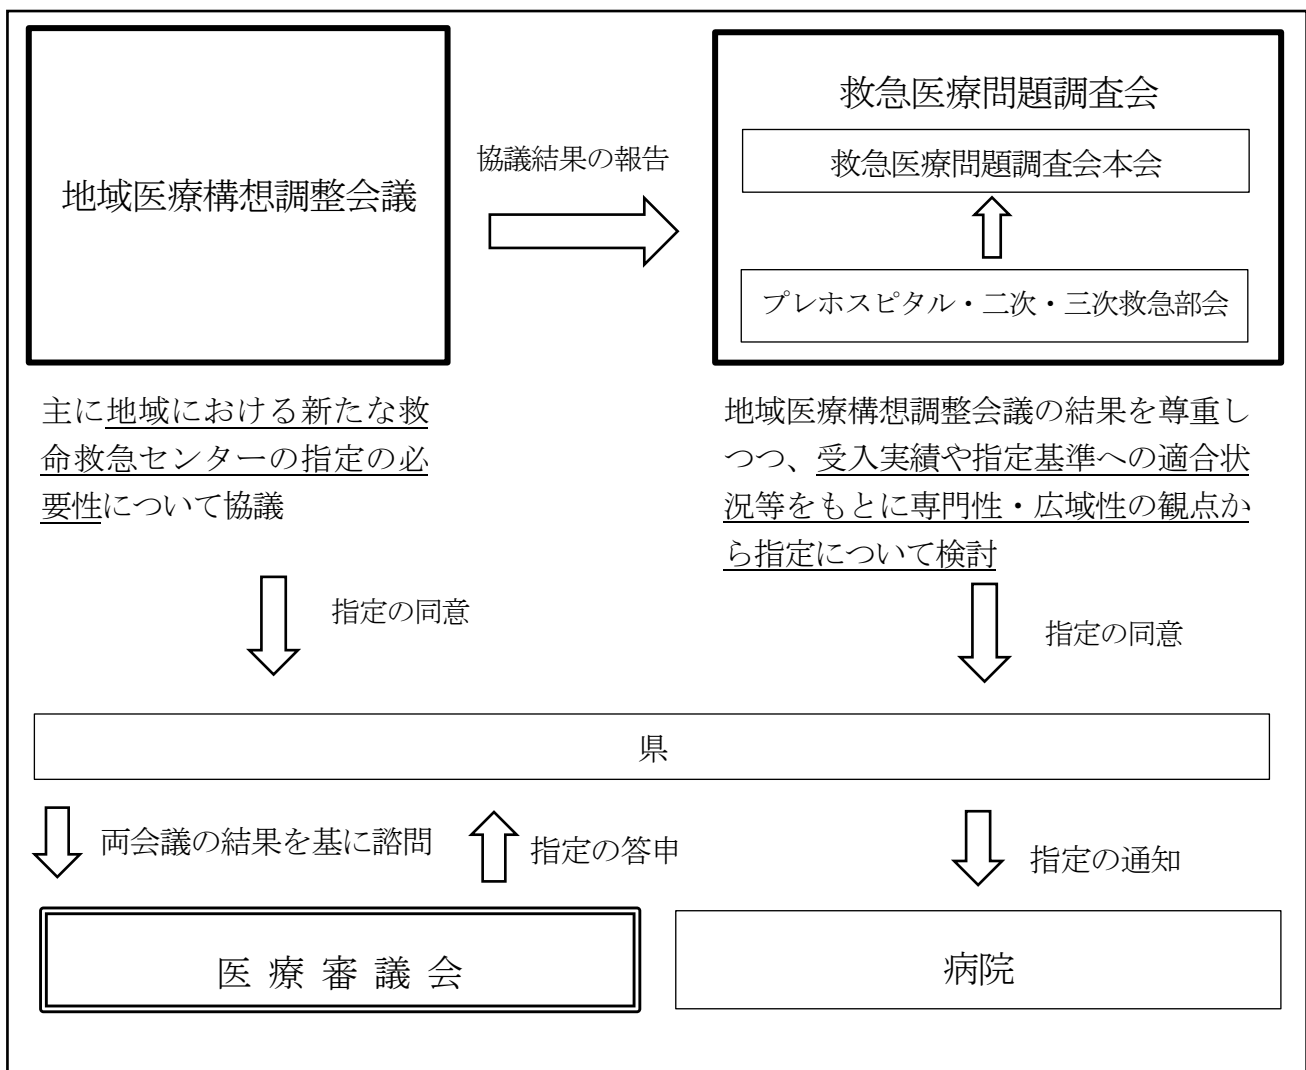 地域医療構想調整会議
協議結果の報告
救急医療問題調査会
救急医療問題調査会本会
プレホスピタル・二次・三次救急部会
主に地域における新たな救
命救急センターの指定の必
要性について協議
地域医療構想調整会議の結果を尊重し
つつ、受入実績や指定基準への適合状
況等をもとに専門性・広域性の観点か
ら指定について検討
指定の同意
指定の同意
県
両会議の結果を基に諮問
指定の答申
指定の通知
医療審議会
病院